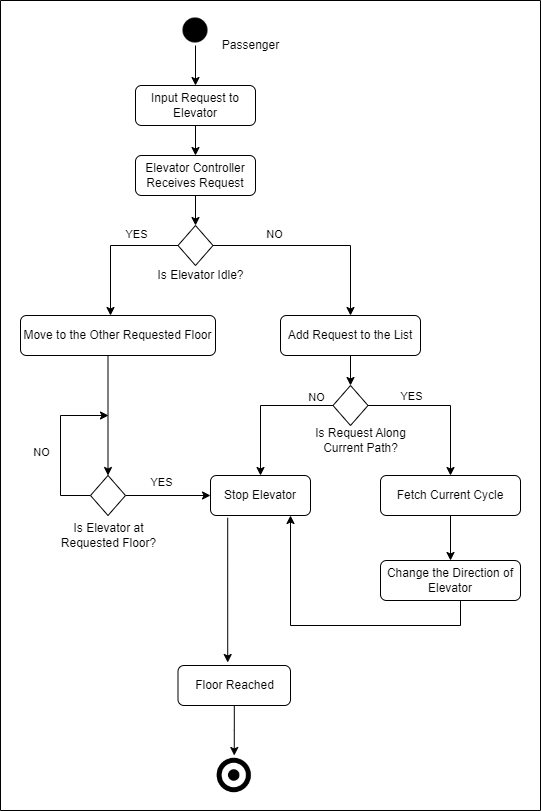 Passenger
Input Request to
Elevator
Elevator Controller
Receives Request
YES
NO
Is Elevator Idle?
Move to the Other Requested Floor
Add Request to the List
NO
YES
Is Request Along
Current Path?
NO
YES
Stop Elevator
Fetch Current Cycle
Is Elevator at
Requested Floor?
Change the Direction of
Elevator
Floor Reached